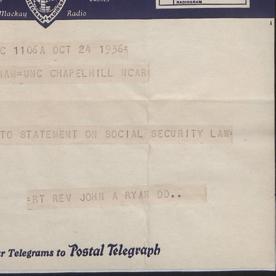 Mackay Radio
RADIOGRAM
C 1106A OCT 24 1936
HAW=UNC CHAPELHILL NCAR
TO STATEMENT ON SOCIAL SECURITY LAW
=RT REV JOHN A RYAN DD..
r Telegrams to Postal Telegraph